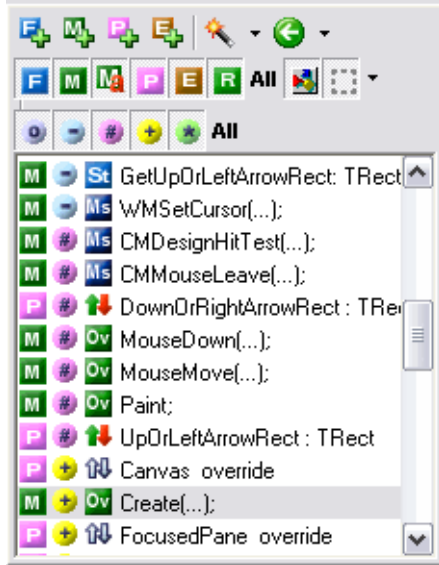 F M P E
F M Ma P E R All
o - # + * All
M - St GetUpOrLeftArrowRect: TRect
M - Ms WMSetCursor(...);
M # Ms CMDesignHitTest(...);
M # Ms CMMouseLeave(...);
P # DownOrRightArrowRect : TRe
M # Ov MouseDown(...);
M # Ov MouseMove(...);
M # Ov Paint;
P # UpOrLeftArrowRect : TRect
P + Canvas override
M + Ov Create(...);
P + FocusedPane override